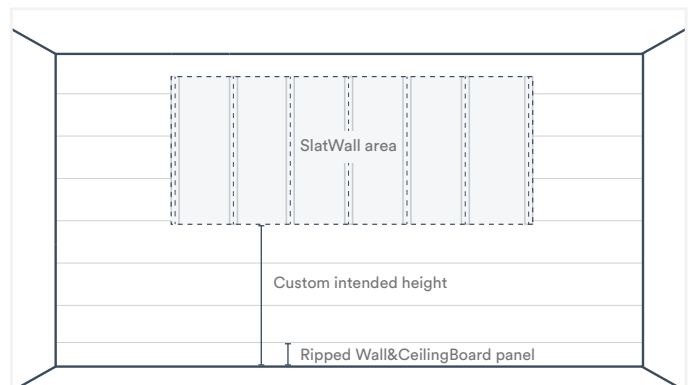 SlatWall area
Custom intended height
Ripped Wall&CeilingBoard panel